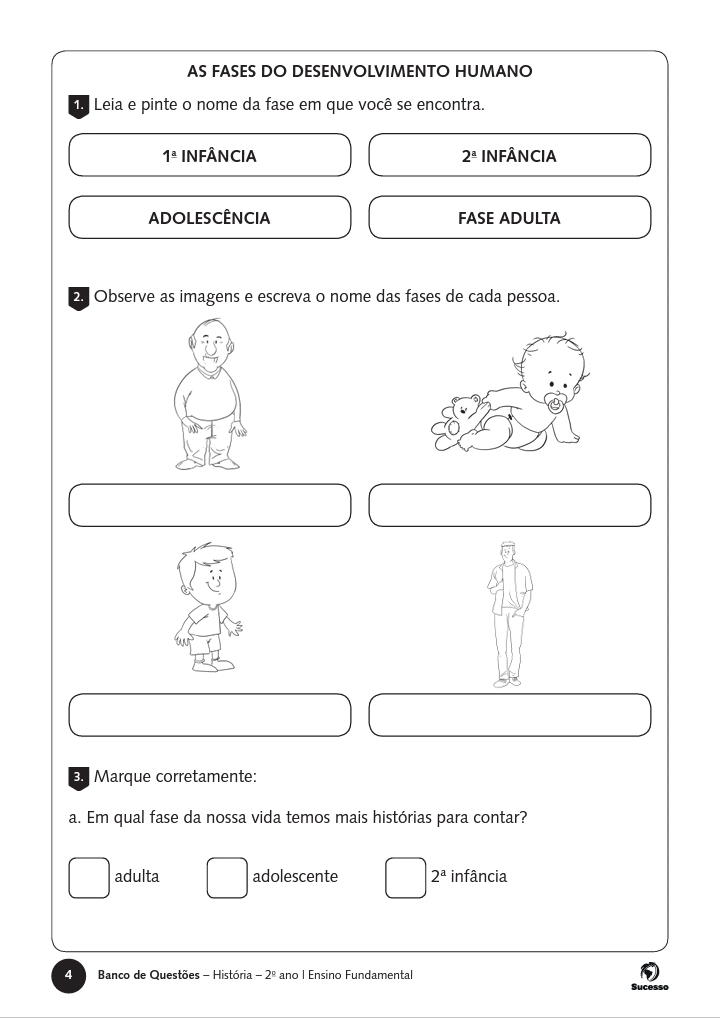 AS FASES DO DESENVOLVIMENTO HUMANO
1. Leia e pinte o nome da fase em que você se encontra.
1ª INFÂNCIA
2ª INFÂNCIA
ADOLESCÊNCIA
FASE ADULTA
2. Observe as imagens e escreva o nome das fases de cada pessoa.
3. Marque corretamente:
a. Em qual fase da nossa vida temos mais histórias para contar?
adulta
adolescente
2ª infância
4 Banco de Questões – História – 2º ano | Ensino Fundamental
Sucesso